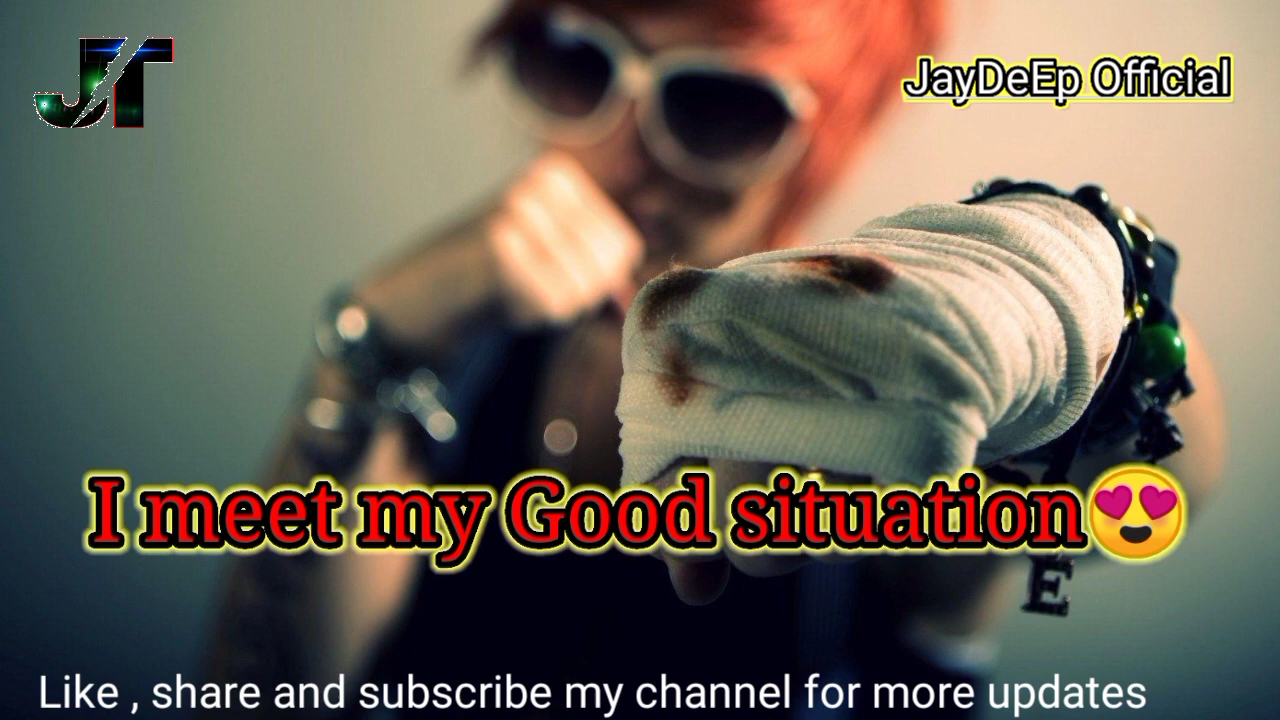 JT
JayDeEp Official
I meet my Good situation😍
E
Like , share and subscribe my channel for more updates